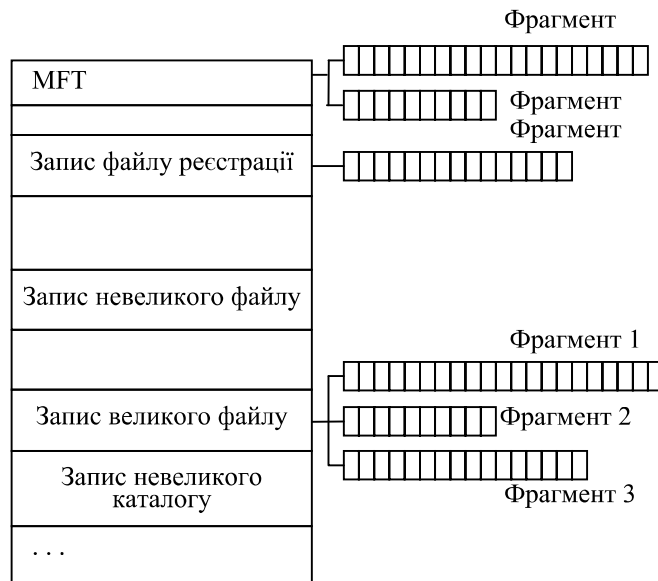 Фрагмент
MFT
Фрагмент
Фрагмент
Запис файлу реєстрації
Запис невеликого файлу
Фрагмент 1
Запис великого файлу
Фрагмент 2
Запис невеликого
каталогу
Фрагмент 3
. . .